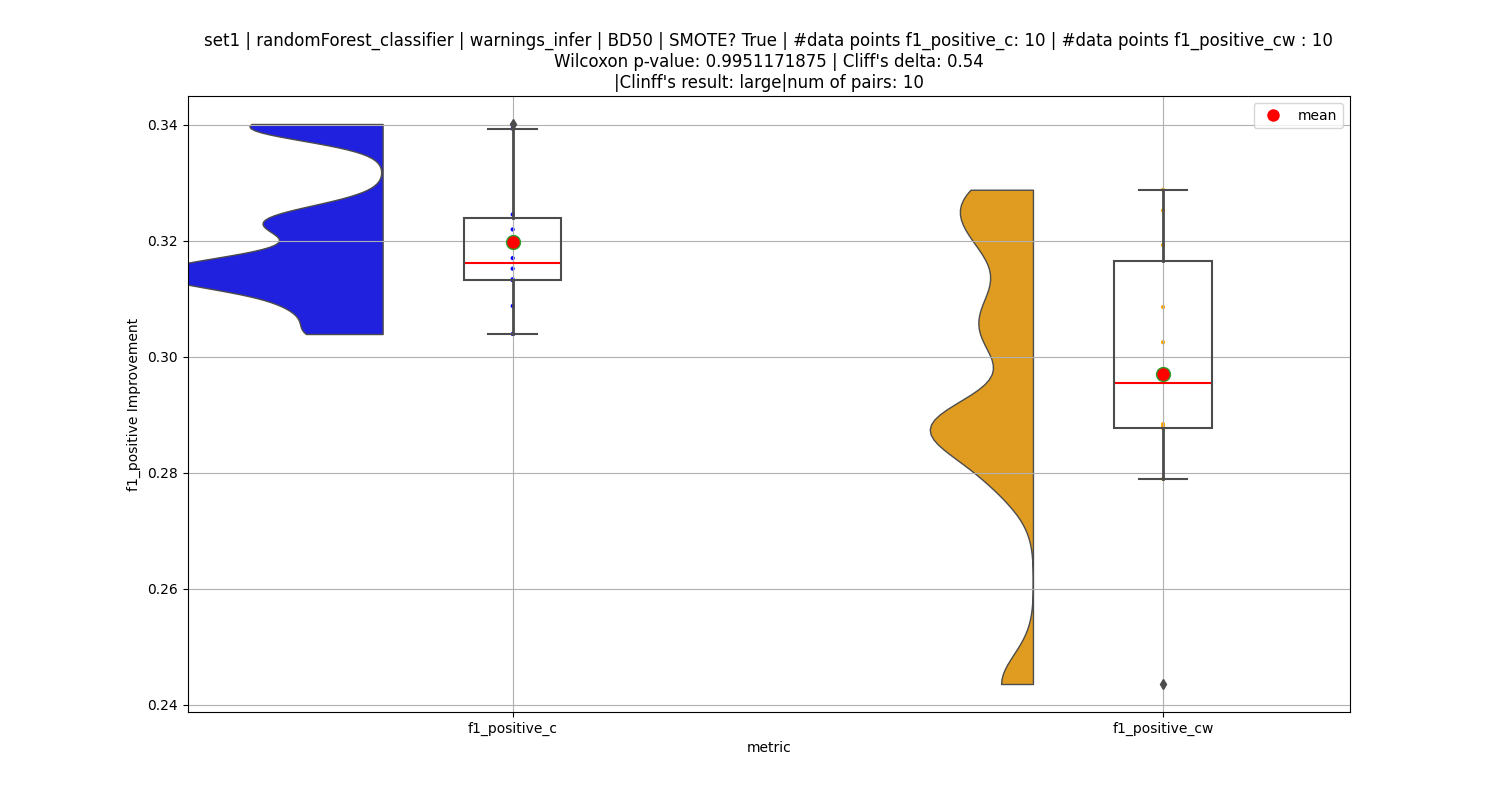 set1 | randomForest_classifier | warnings_infer | BD50 | SMOTE? True | #data points f1_positive_c: 10 | #data points f1_positive_cw : 10
Wilcoxon p-value: 0.9951171875 | Cliff's delta: 0.54
|Clinff's result: large|num of pairs: 10
mean
f1_positive Improvement
0.34
0.32
0.30
0.28
0.26
0.24
f1_positive_c
f1_positive_cw
metric